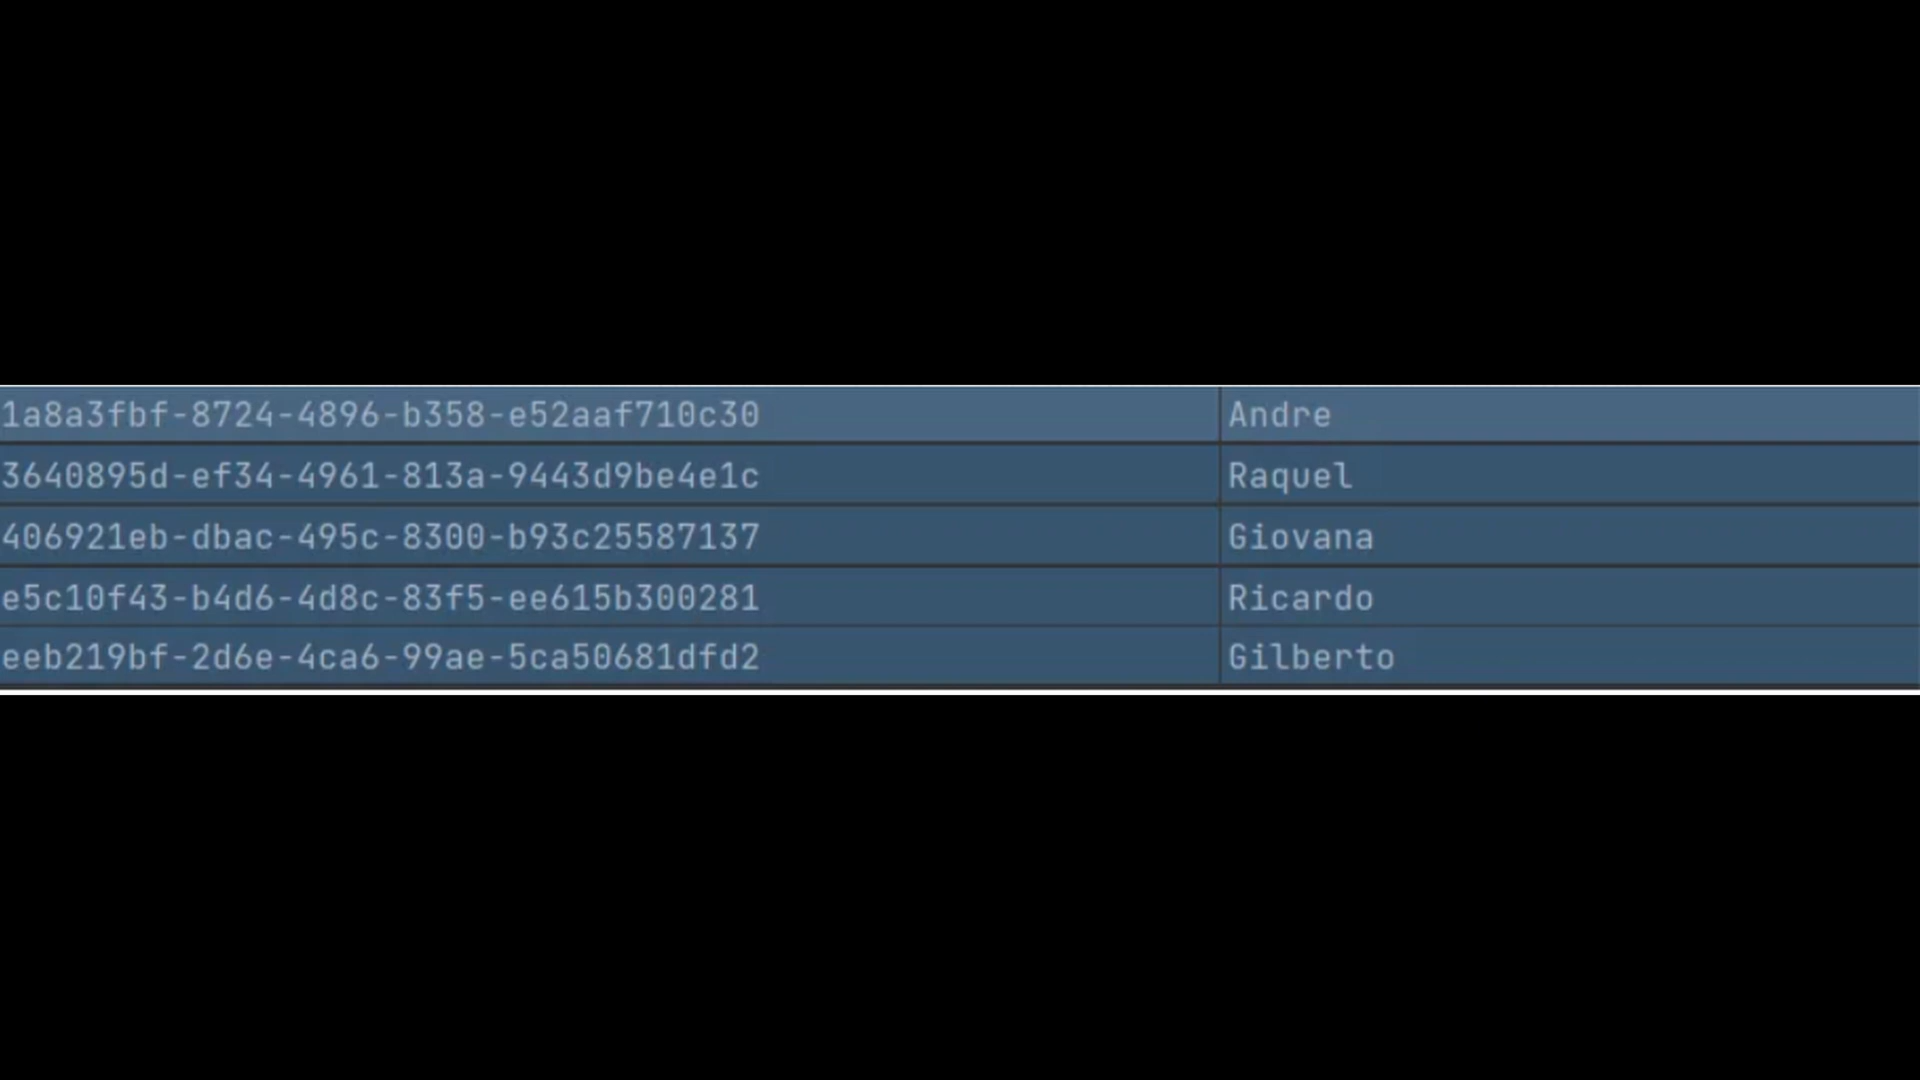 1a8a3fbf-8724-4896-b358-e52aaf710c30 Andre
3640895d-ef34-4961-813a-9443d9be4e1c Raquel
406921eb-dbac-495c-8300-b93c25587137 Giovana
e5c10f43-b4d6-4d8c-83f5-ee615b300281 Ricardo
eeb219bf-2d6e-4ca6-99ae-5ca50681dfd2 Gilberto